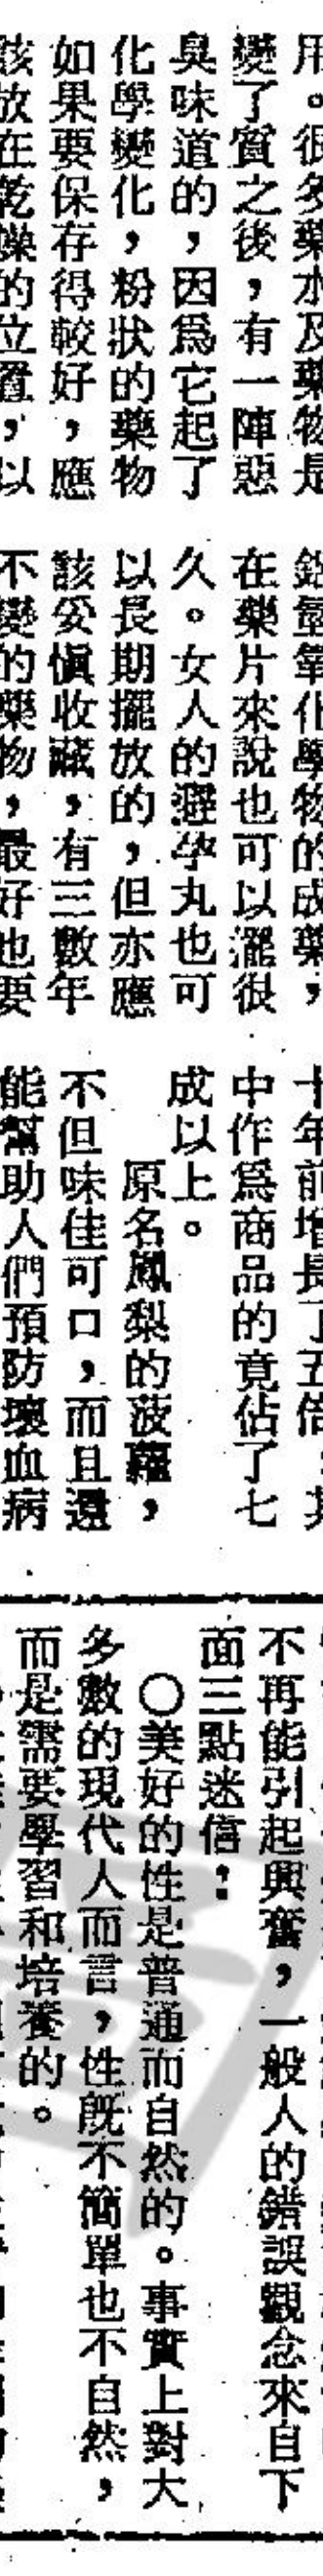 用。很多藥水及藥物是
變了質之後，有一陣惡
臭味道的，因爲它起了
化學變化，粉狀的藥物
如果要保存得較好，應
該放在乾燥的位置，以
量氧化學物的成藥，
在藥片來說也可以擺很
久。女人的避孕丸也可
以長期擺放的，但亦應
該妥愼收藏，有三數年
不變的藥物，最好也要
十年前增長了五倍；其
中作爲商品的竟佔了七
成以上。
原名鳳梨的菠蘿，
不但味佳可口，而且還
能幫助人們預防壞血病
不再能引起興奮，一般人的錯誤觀念來自下
面三點迷信：
○美好的性是普通而自然的。事實上對大
多數的現代人而言，性旣不簡單也不自然，
而是需要學習和培養的。